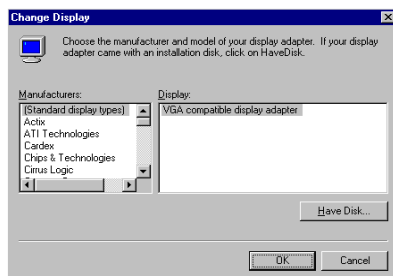 Change Display
Choose the manufacturer and model of your display adapter. If your display
adapter came with an installation disk, click on HaveDisk.
Manufacturers:
(Standard display types)
Actix
ATI Technologies
Cardex
Chips & Technologies
Cirrus Logic
Display:
VGA compatible display adapter
Have Disk...
OK
Cancel